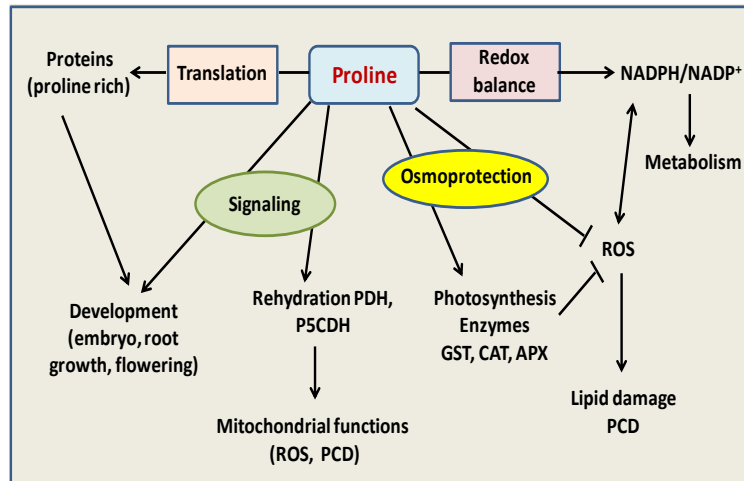 Proteins
(proline rich)
Translation
Proline
Redox
balance
NADPH/NADP⁺
Metabolism
Signaling
Osmoprotection
ROS
Development
(embryo, root
growth, flowering)
Rehydration PDH,
P5CDH
Photosynthesis
Enzymes
GST, CAT, APX
Mitochondrial functions
(ROS, PCD)
Lipid damage
PCD